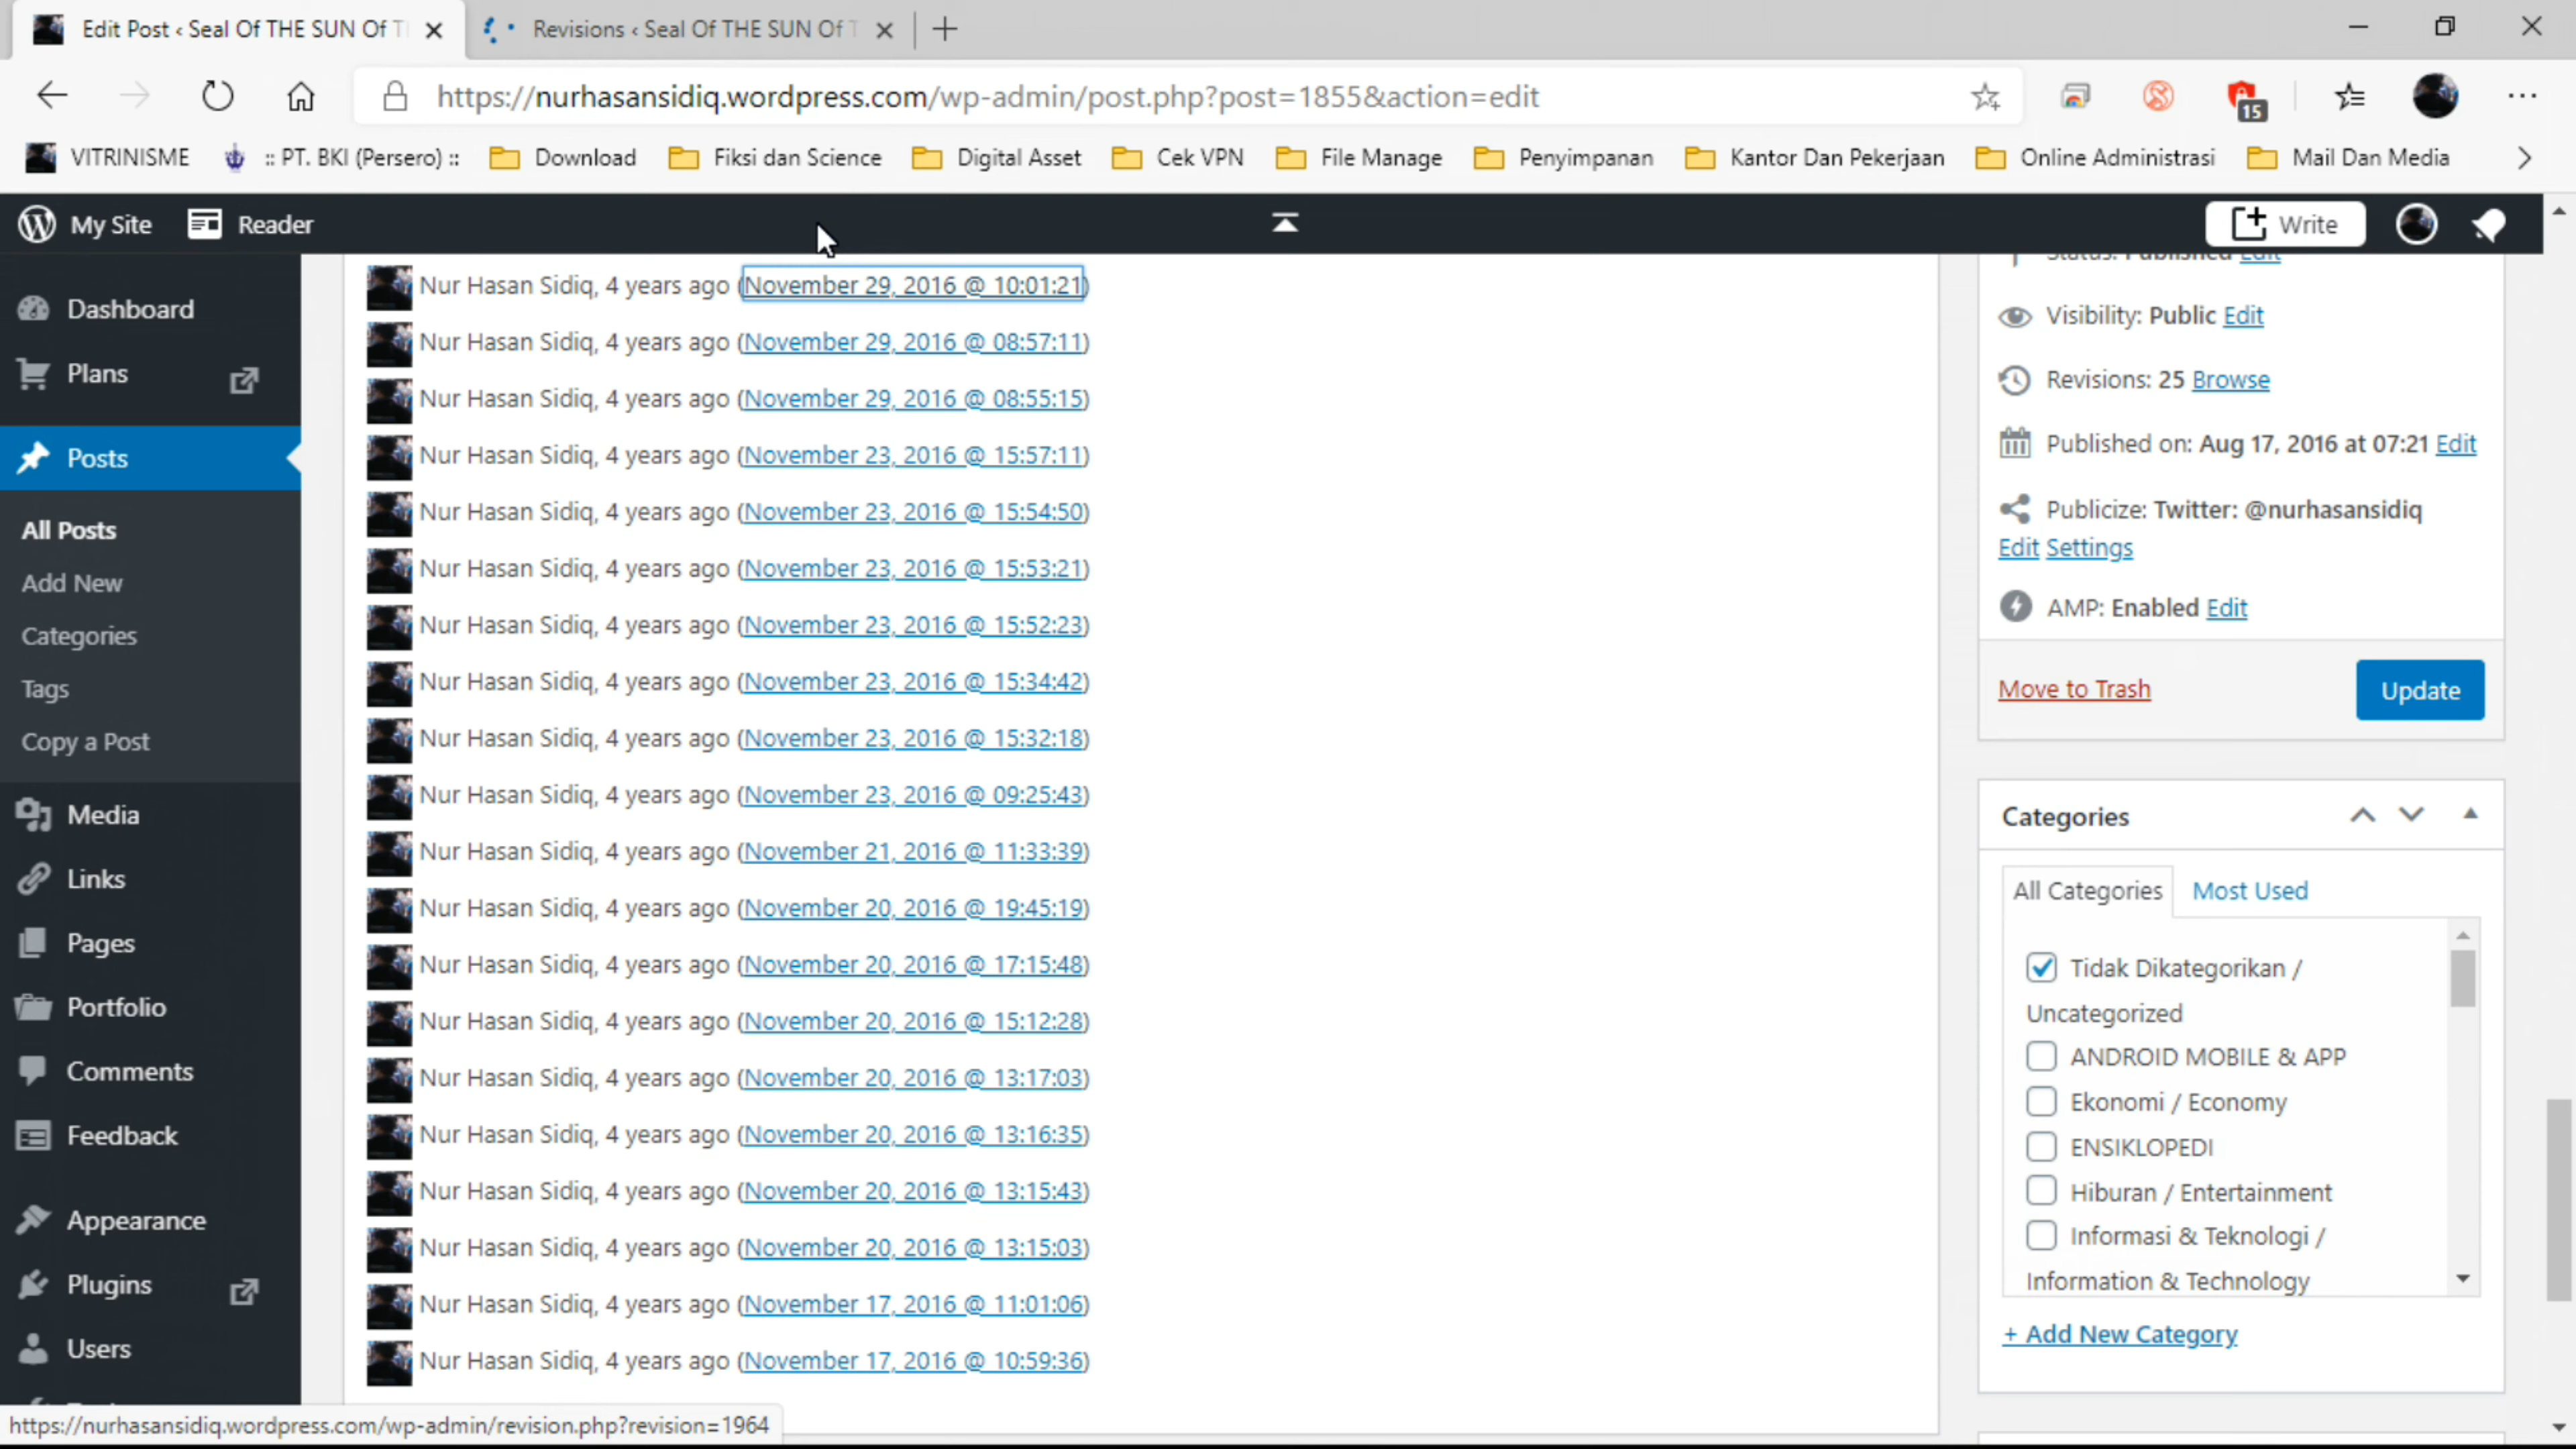 Edit Post ‹ Seal Of THE SUN Of T
Revisions ‹ Seal Of THE SUN Of T
https://nurhasansidiq.wordpress.com/wp-admin/post.php?post=1855&action=edit
15
VITRINISME
:: PT. BKI (Persero) ::
Download
Fiksi dan Science
Digital Asset
Cek VPN
File Manage
Penyimpanan
Kantor Dan Pekerjaan
Online Administrasi
Mail Dan Media
My Site
Reader
Write
Dashboard
Plans
Posts
All Posts
Add New
Categories
Tags
Copy a Post
Media
Links
Pages
Portfolio
Comments
Feedback
Appearance
Plugins
Users
Nur Hasan Sidiq, 4 years ago (November 29, 2016 @ 10:01:21)
Nur Hasan Sidiq, 4 years ago (November 29, 2016 @ 08:57:11)
Nur Hasan Sidiq, 4 years ago (November 29, 2016 @ 08:55:15)
Nur Hasan Sidiq, 4 years ago (November 23, 2016 @ 15:57:11)
Nur Hasan Sidiq, 4 years ago (November 23, 2016 @ 15:54:50)
Nur Hasan Sidiq, 4 years ago (November 23, 2016 @ 15:53:21)
Nur Hasan Sidiq, 4 years ago (November 23, 2016 @ 15:52:23)
Nur Hasan Sidiq, 4 years ago (November 23, 2016 @ 15:34:42)
Nur Hasan Sidiq, 4 years ago (November 23, 2016 @ 15:32:18)
Nur Hasan Sidiq, 4 years ago (November 23, 2016 @ 09:25:43)
Nur Hasan Sidiq, 4 years ago (November 21, 2016 @ 11:33:39)
Nur Hasan Sidiq, 4 years ago (November 20, 2016 @ 19:45:19)
Nur Hasan Sidiq, 4 years ago (November 20, 2016 @ 17:15:48)
Nur Hasan Sidiq, 4 years ago (November 20, 2016 @ 15:12:28)
Nur Hasan Sidiq, 4 years ago (November 20, 2016 @ 13:17:03)
Nur Hasan Sidiq, 4 years ago (November 20, 2016 @ 13:16:35)
Nur Hasan Sidiq, 4 years ago (November 20, 2016 @ 13:15:43)
Nur Hasan Sidiq, 4 years ago (November 20, 2016 @ 13:15:03)
Nur Hasan Sidiq, 4 years ago (November 17, 2016 @ 11:01:06)
Nur Hasan Sidiq, 4 years ago (November 17, 2016 @ 10:59:36)
Status: Published Edit
Visibility: Public Edit
Revisions: 25 Browse
Published on: Aug 17, 2016 at 07:21 Edit
Publicize: Twitter: @nurhasansidiq
Edit Settings
AMP: Enabled Edit
Move to Trash
Update
Categories
All Categories
Most Used
Tidak Dikategorikan /
Uncategorized
ANDROID MOBILE & APP
Ekonomi / Economy
ENSIKLOPEDI
Hiburan / Entertainment
Informasi & Teknologi /
Information & Technology
+ Add New Category
https://nurhasansidiq.wordpress.com/wp-admin/revision.php?revision=1964